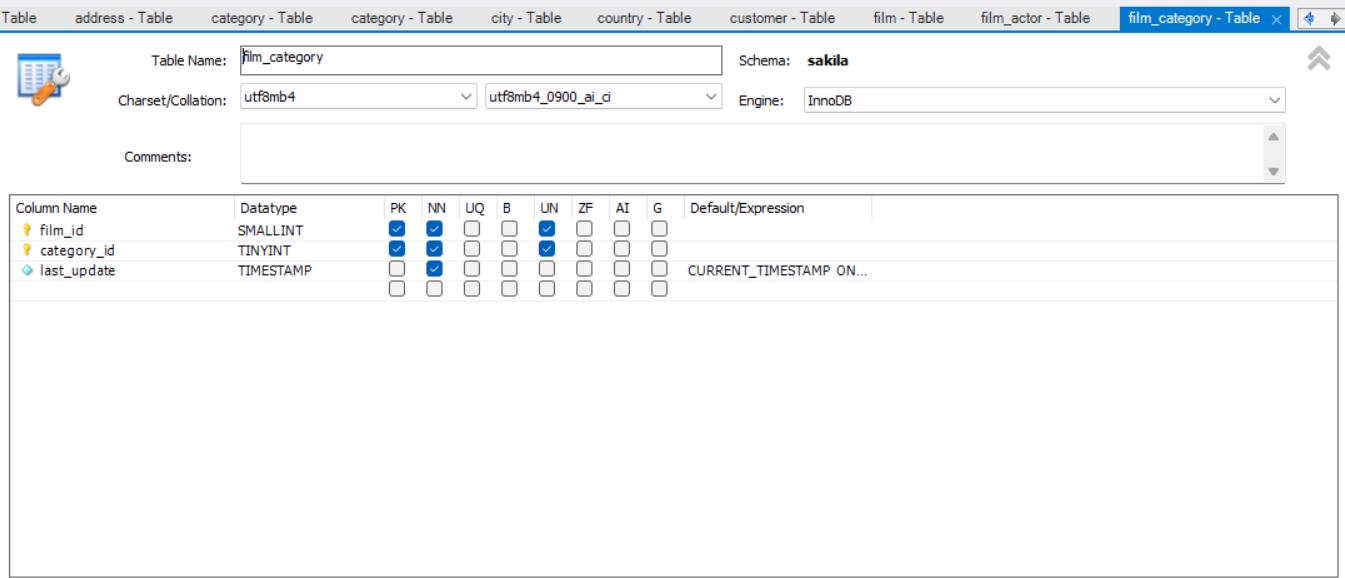 Table address - Table category - Table category - Table city - Table country - Table customer - Table film - Table film_actor - Table film_category - Table
Table Name: film_category Schema: sakila
Charset/Collation: utf8mb4 utf8mb4_0900_ai_ci Engine: InnoDB
Comments:
Column Name Datatype PK NN UQ B UN ZF AI G Default/Expression
film_id SMALLINT
category_id TINYINT
last_update TIMESTAMP CURRENT_TIMESTAMP ON...